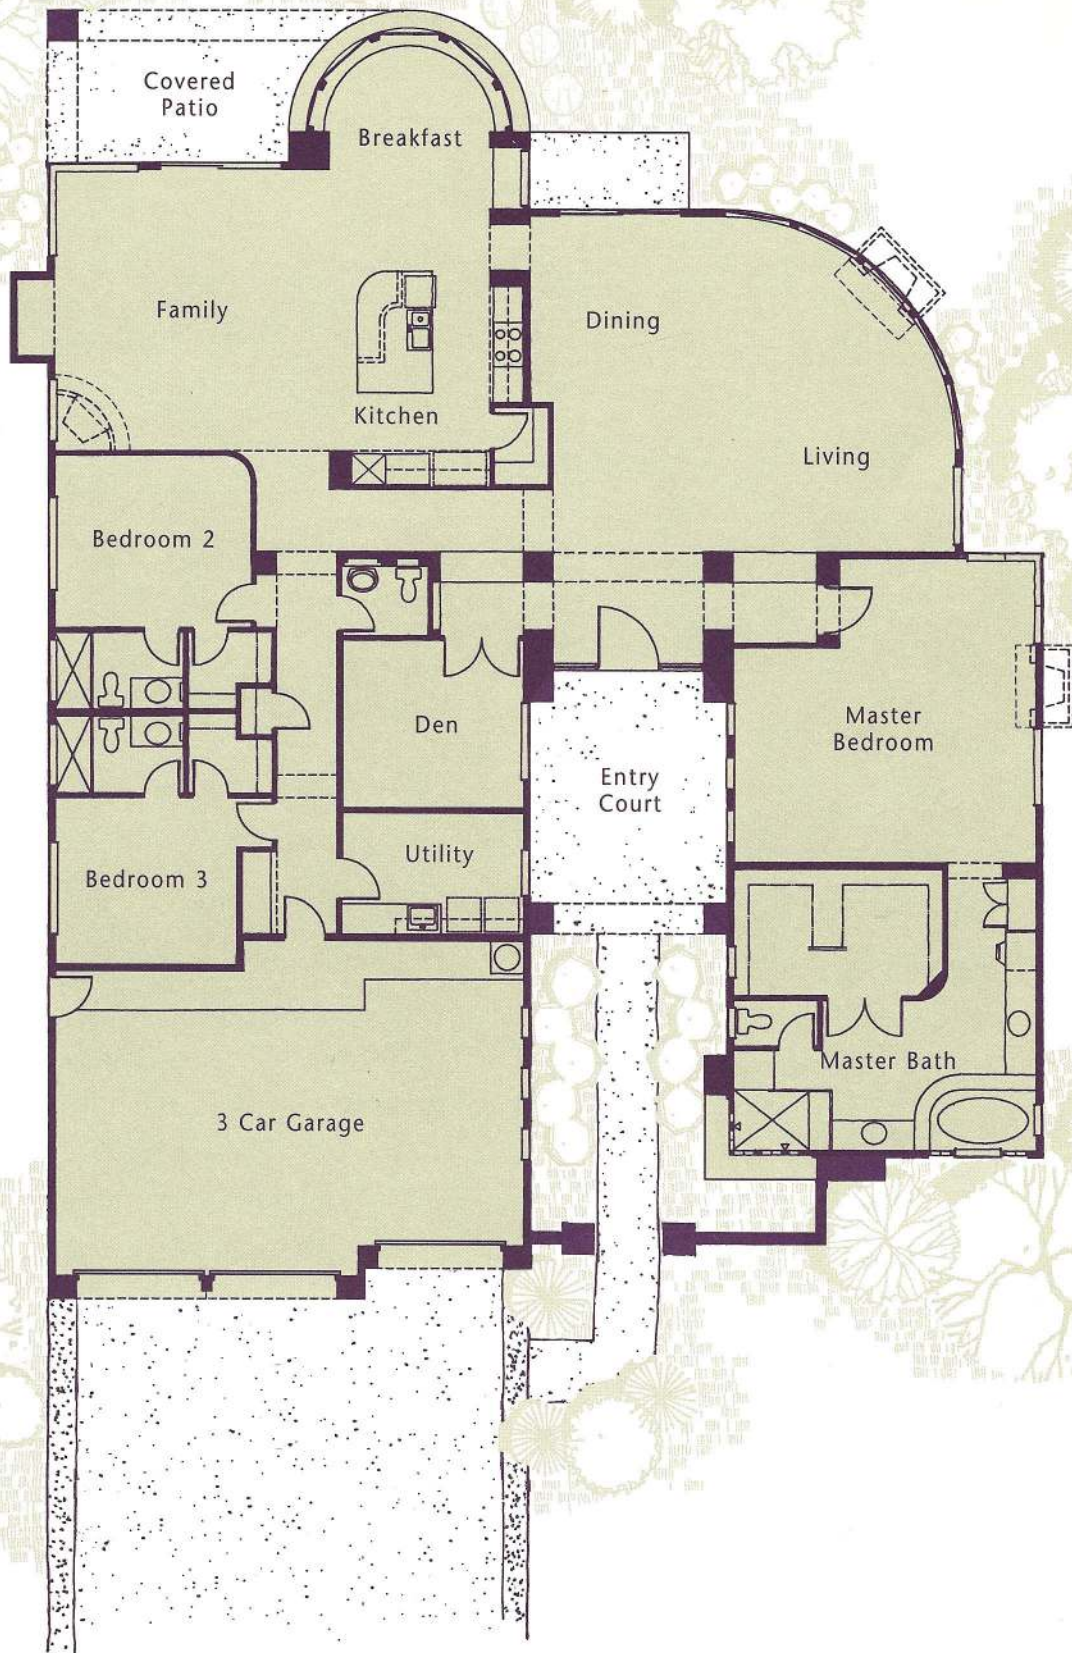 Covered
Patio
Breakfast
Family
Dining
Kitchen
Living
Bedroom 2
Den
Master
Bedroom
Entry
Court
Utility
Bedroom 3
Master Bath
3 Car Garage